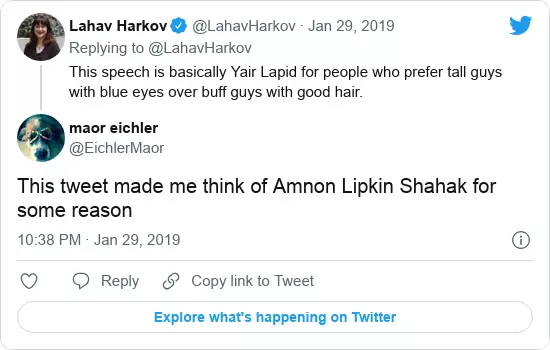 Lahav Harkov @LahavHarkov · Jan 29, 2019
Replying to @LahavHarkov
This speech is basically Yair Lapid for people who prefer tall guys
with blue eyes over buff guys with good hair.
maor eichler
@EichlerMaor
This tweet made me think of Amnon Lipkin Shahak for
some reason
10:38 PM · Jan 29, 2019
Reply Copy link to Tweet
Explore what's happening on Twitter